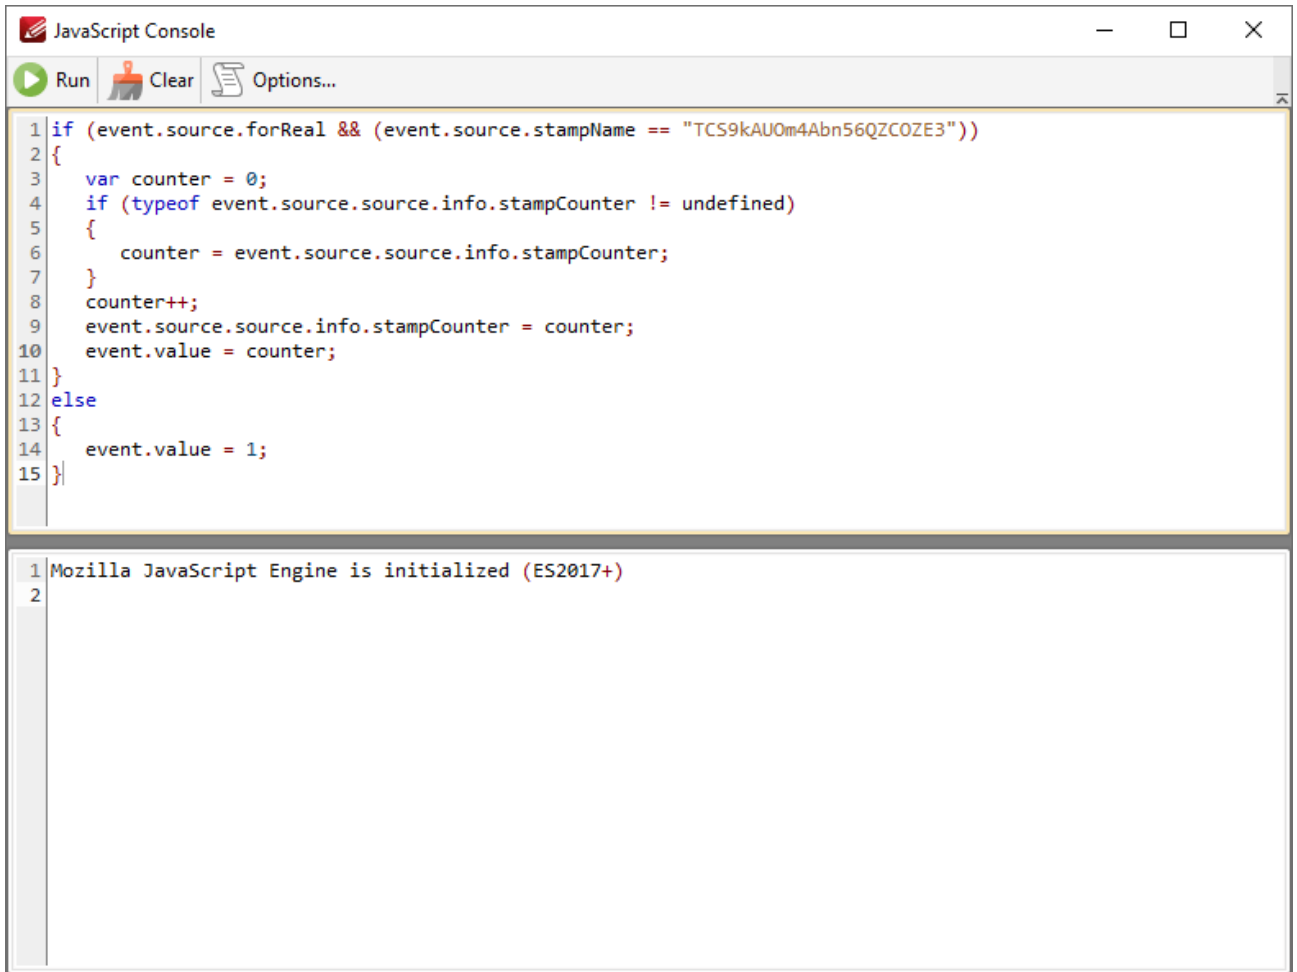 JavaScript Console
Run Clear Options...
1 if (event.source.forReal && (event.source.stampName == "TCS9kAUOm4Abn56QZCOZE3"))
2 {
3 var counter = 0;
4 if (typeof event.source.source.info.stampCounter != undefined)
5 {
6 counter = event.source.source.info.stampCounter;
7 }
8 counter++;
9 event.source.source.info.stampCounter = counter;
10 event.value = counter;
11 }
12 else
13 {
14 event.value = 1;
15 }
1 Mozilla JavaScript Engine is initialized (ES2017+)
2